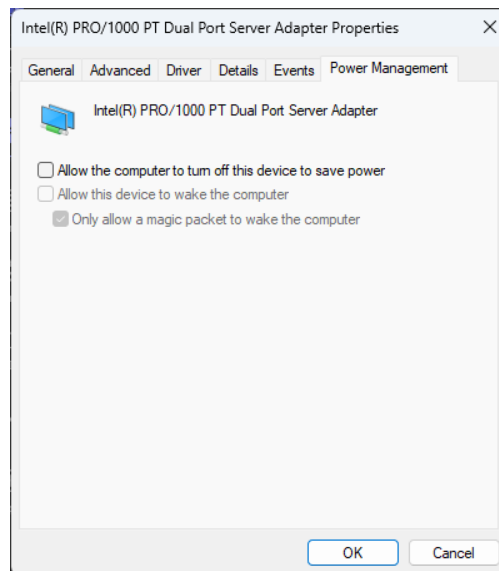 Intel(R) PRO/1000 PT Dual Port Server Adapter Properties
General Advanced Driver Details Events Power Management
Intel(R) PRO/1000 PT Dual Port Server Adapter
Allow the computer to turn off this device to save power
Allow this device to wake the computer
Only allow a magic packet to wake the computer
OK Cancel